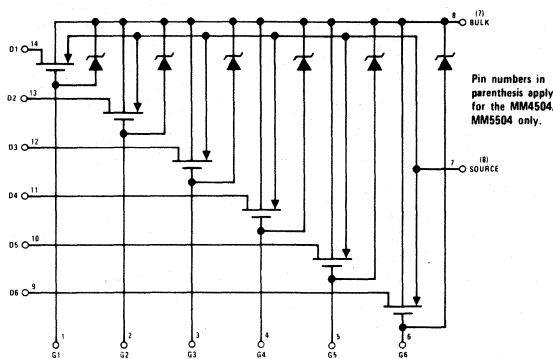 8 (7)
BULK
D1 14
D2 13
D3 12
D4 11
D5 10
D6 9
Pin numbers in
parenthesis apply
for the MM4504,
MM5504 only.
7 (8)
SOURCE
1 2 3 4 5 6
G1 G2 G3 G4 G5 G6